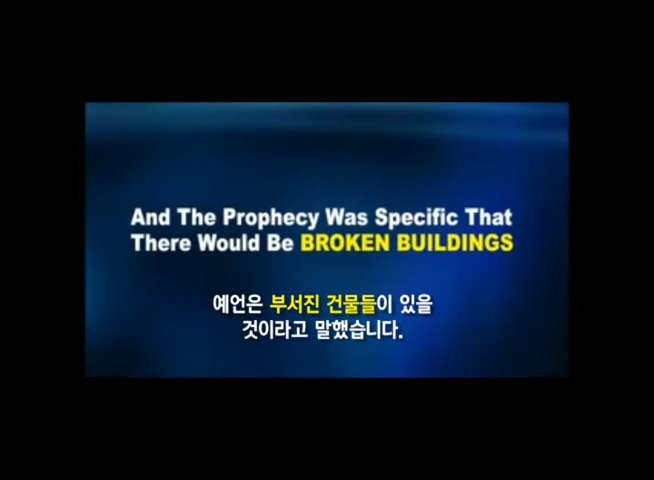 And The Prophecy Was Specific That
There Would Be BROKEN BUILDINGS
예언은 부서진 건물들이 있을
것이라고 말했습니다.